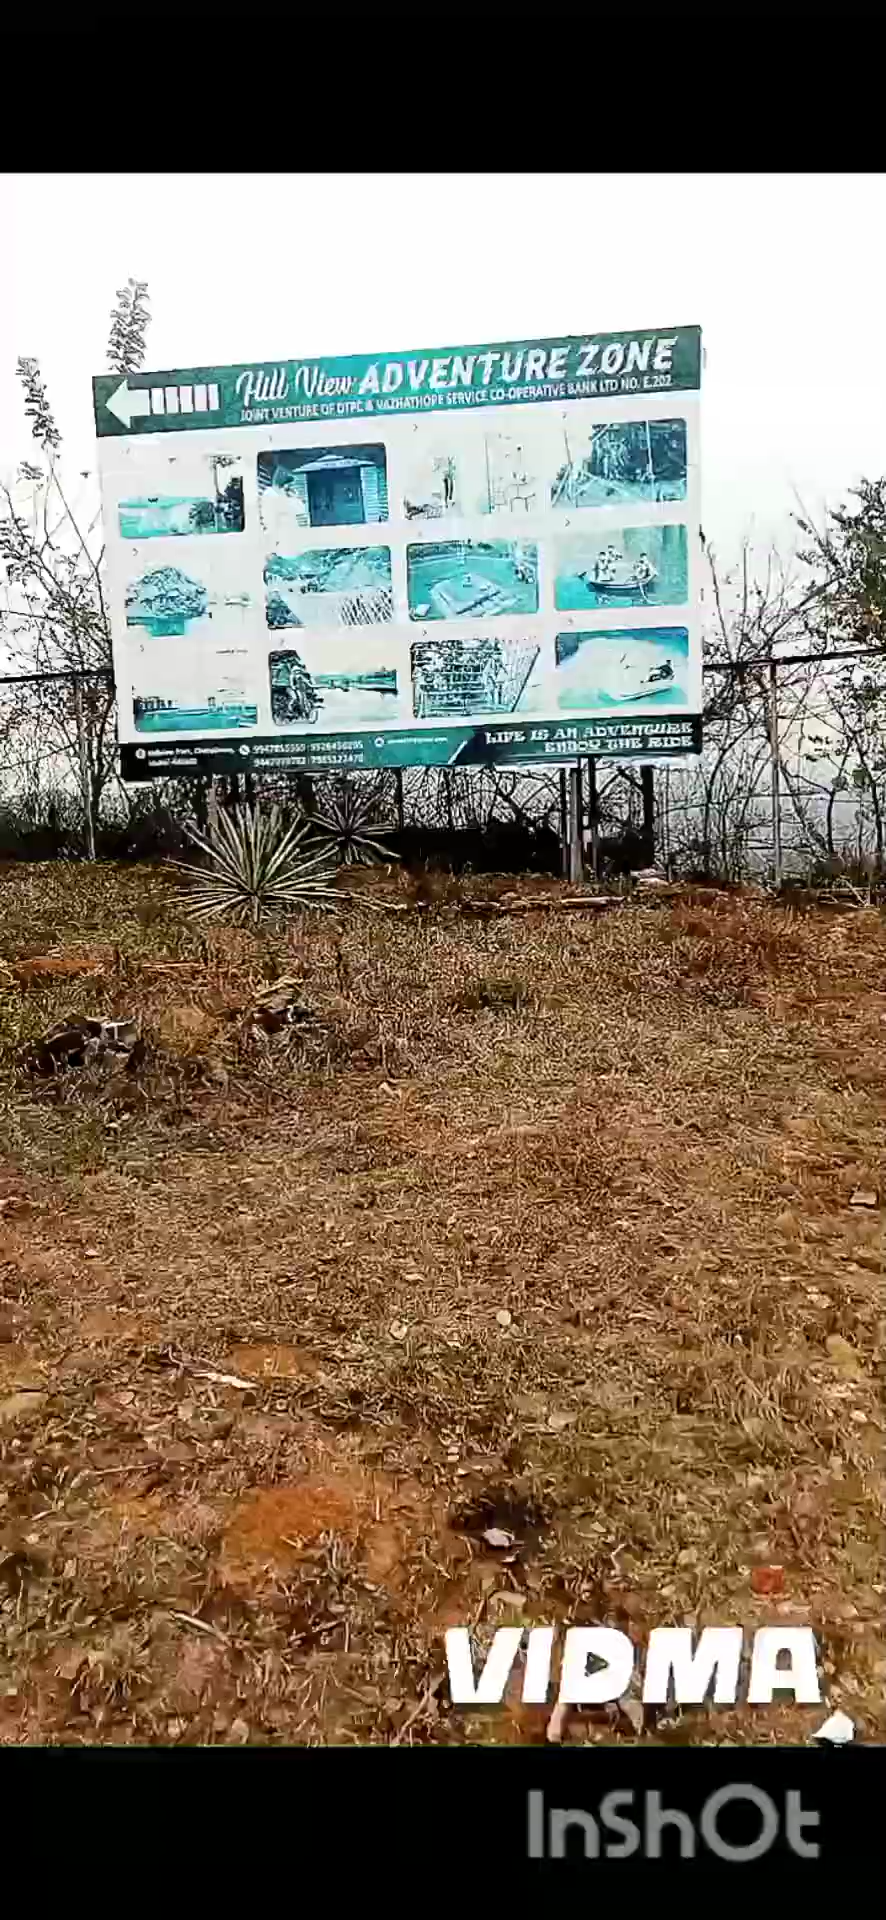 Hill View ADVENTURE ZONE
JOINT VENTURE OF DTPC & VAZHATHOPE SERVICE CO-OPERATIVE BANK LTD NO. E.202
LIFE IS AN ADVENTURE
ENJOY THE RIDE
VIDMA
InShOt